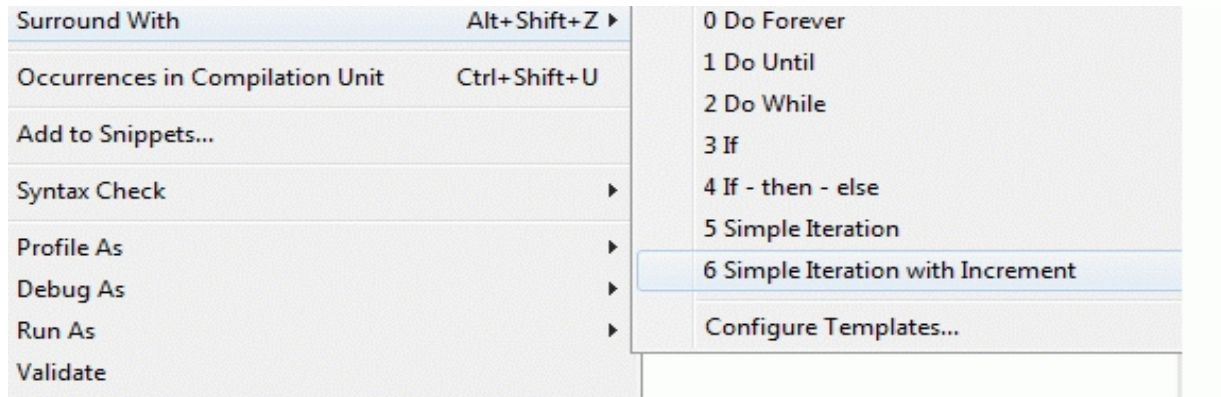 Surround With Alt+Shift+Z
Occurrences in Compilation Unit Ctrl+Shift+U
Add to Snippets...
Syntax Check
Profile As
Debug As
Run As
Validate
0 Do Forever
1 Do Until
2 Do While
3 If
4 If - then - else
5 Simple Iteration
6 Simple Iteration with Increment
Configure Templates...